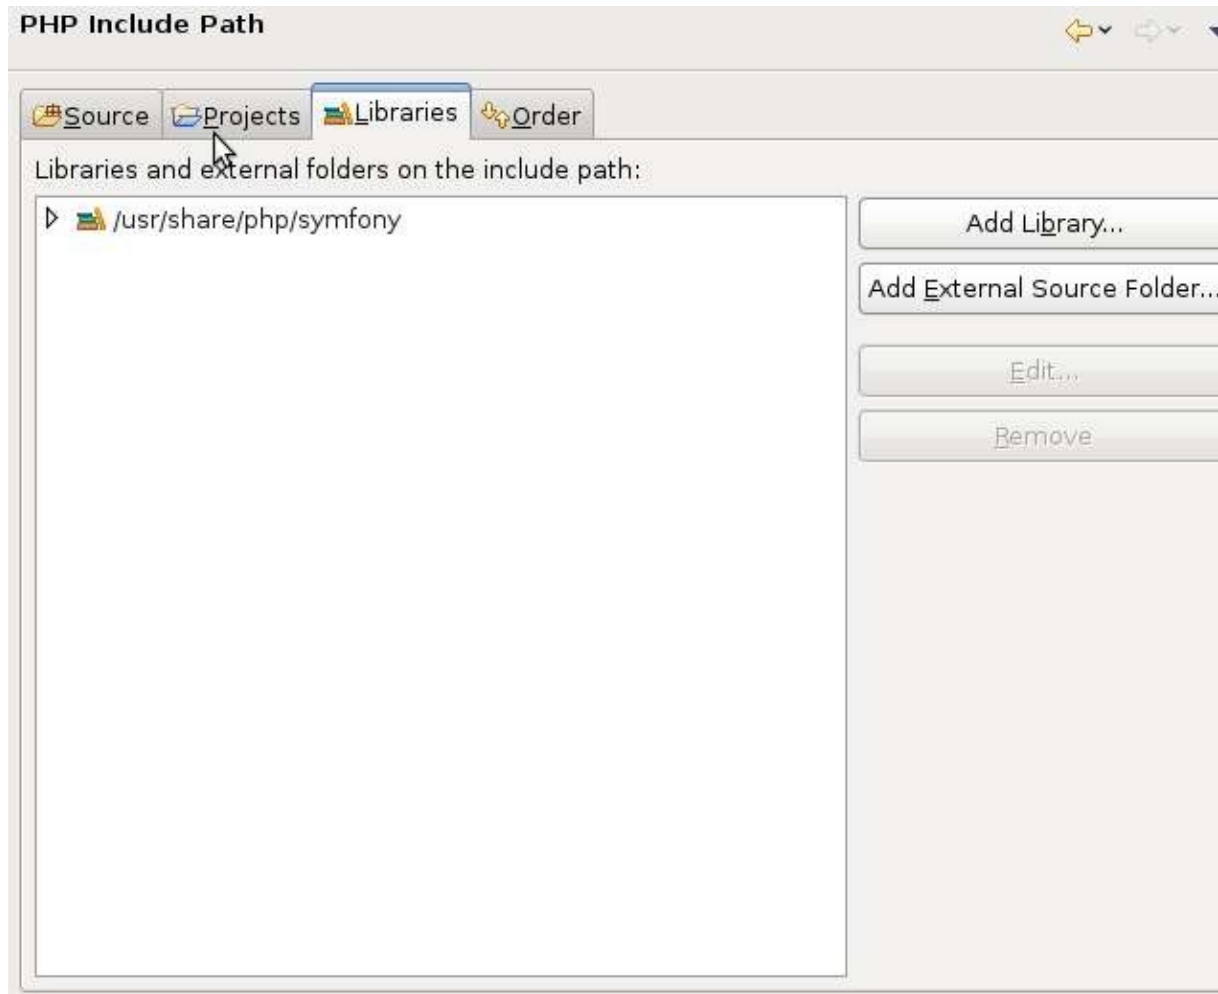 PHP Include Path
Source Projects Libraries Order
Libraries and external folders on the include path:
/usr/share/php/symfony
Add Library...
Add External Source Folder...
Edit...
Remove